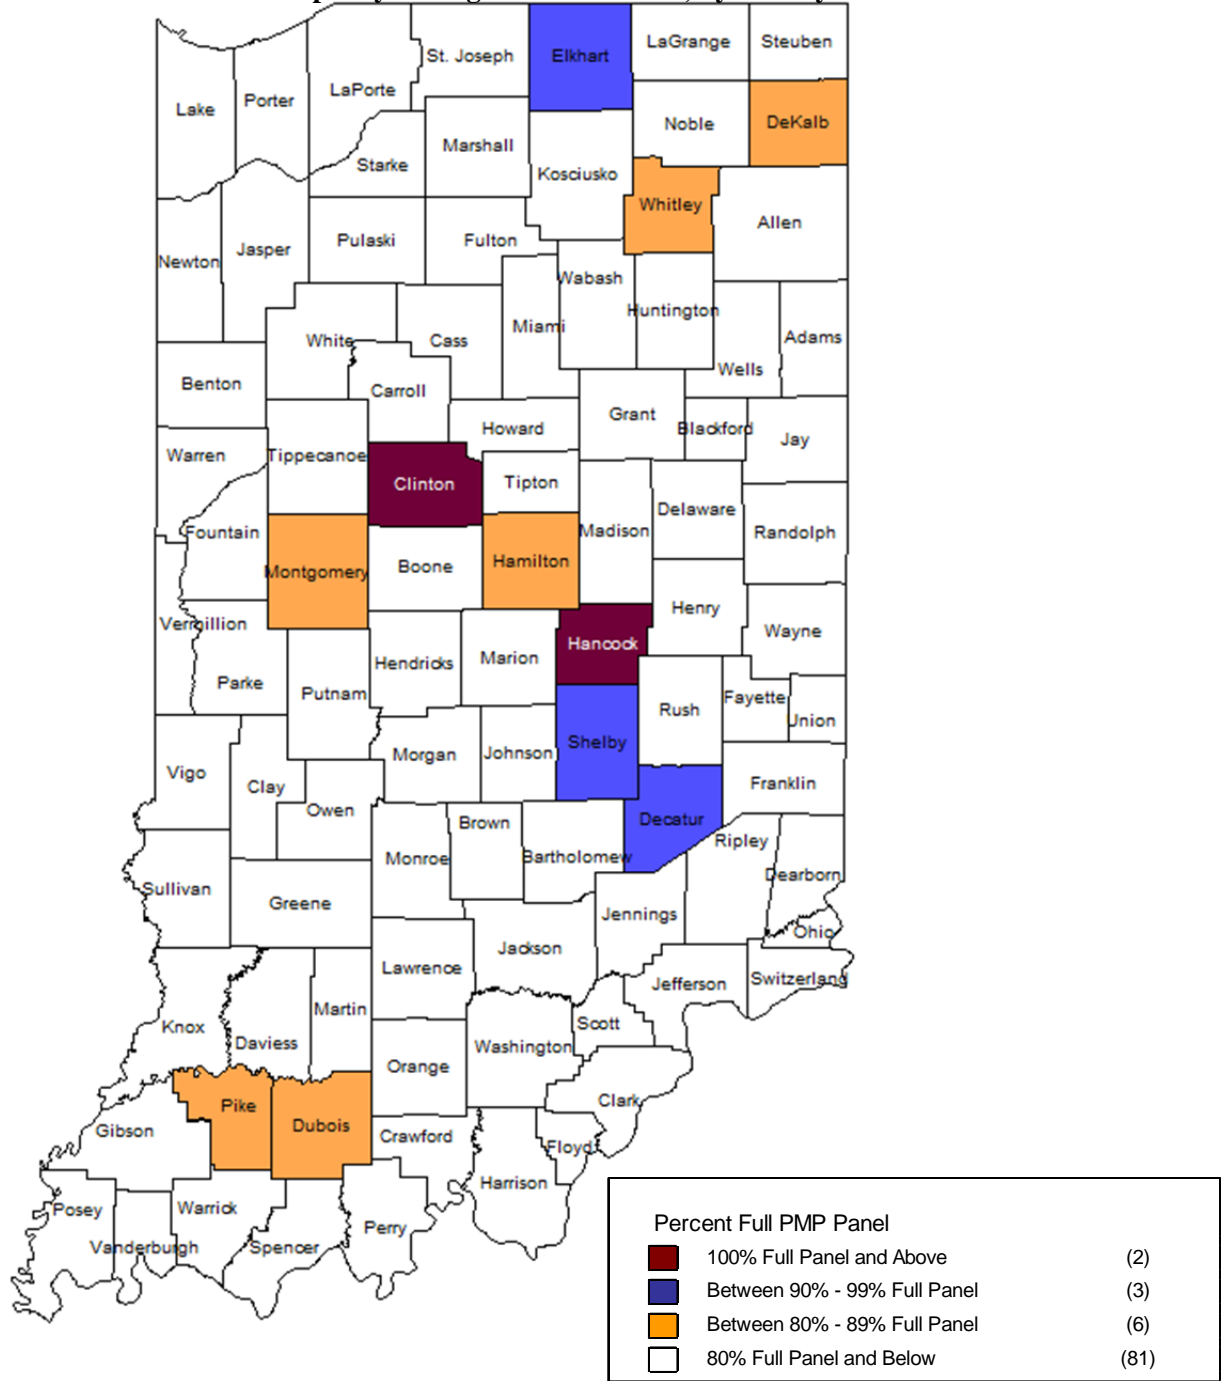 St. Joseph
Elkhart
LaGrange
Steuben
Lake
Porter
LaPorte
Noble
DeKalb
Starke
Marshall
Kosciusko
Whitley
Allen
Newton
Jasper
Pulaski
Fulton
Wabash
Huntington
White
Cass
Miami
Wells
Adams
Benton
Carroll
Howard
Grant
Blackford
Jay
Warren
Tippecanoe
Clinton
Tipton
Delaware
Fountain
Madison
Randolph
Montgomery
Boone
Hamilton
Henry
Vermillion
Hancock
Wayne
Parke
Putnam
Hendricks
Marion
Rush
Fayette
Union
Vigo
Clay
Morgan
Johnson
Shelby
Franklin
Owen
Brown
Decatur
Ripley
Monroe
Bartholomew
Dearborn
Sullivan
Greene
Jennings
Ohio
Jackson
Lawrence
Jefferson
Switzerland
Knox
Daviess
Martin
Washington
Scott
Orange
Pike
Dubois
Clark
Gibson
Crawford
Floyd
Harrison
Posey
Warrick
Perry
Vanderburgh
Spencer
Percent Full PMP Panel
100% Full Panel and Above (2)
Between 90% - 99% Full Panel (3)
Between 80% - 89% Full Panel (6)
80% Full Panel and Below (81)